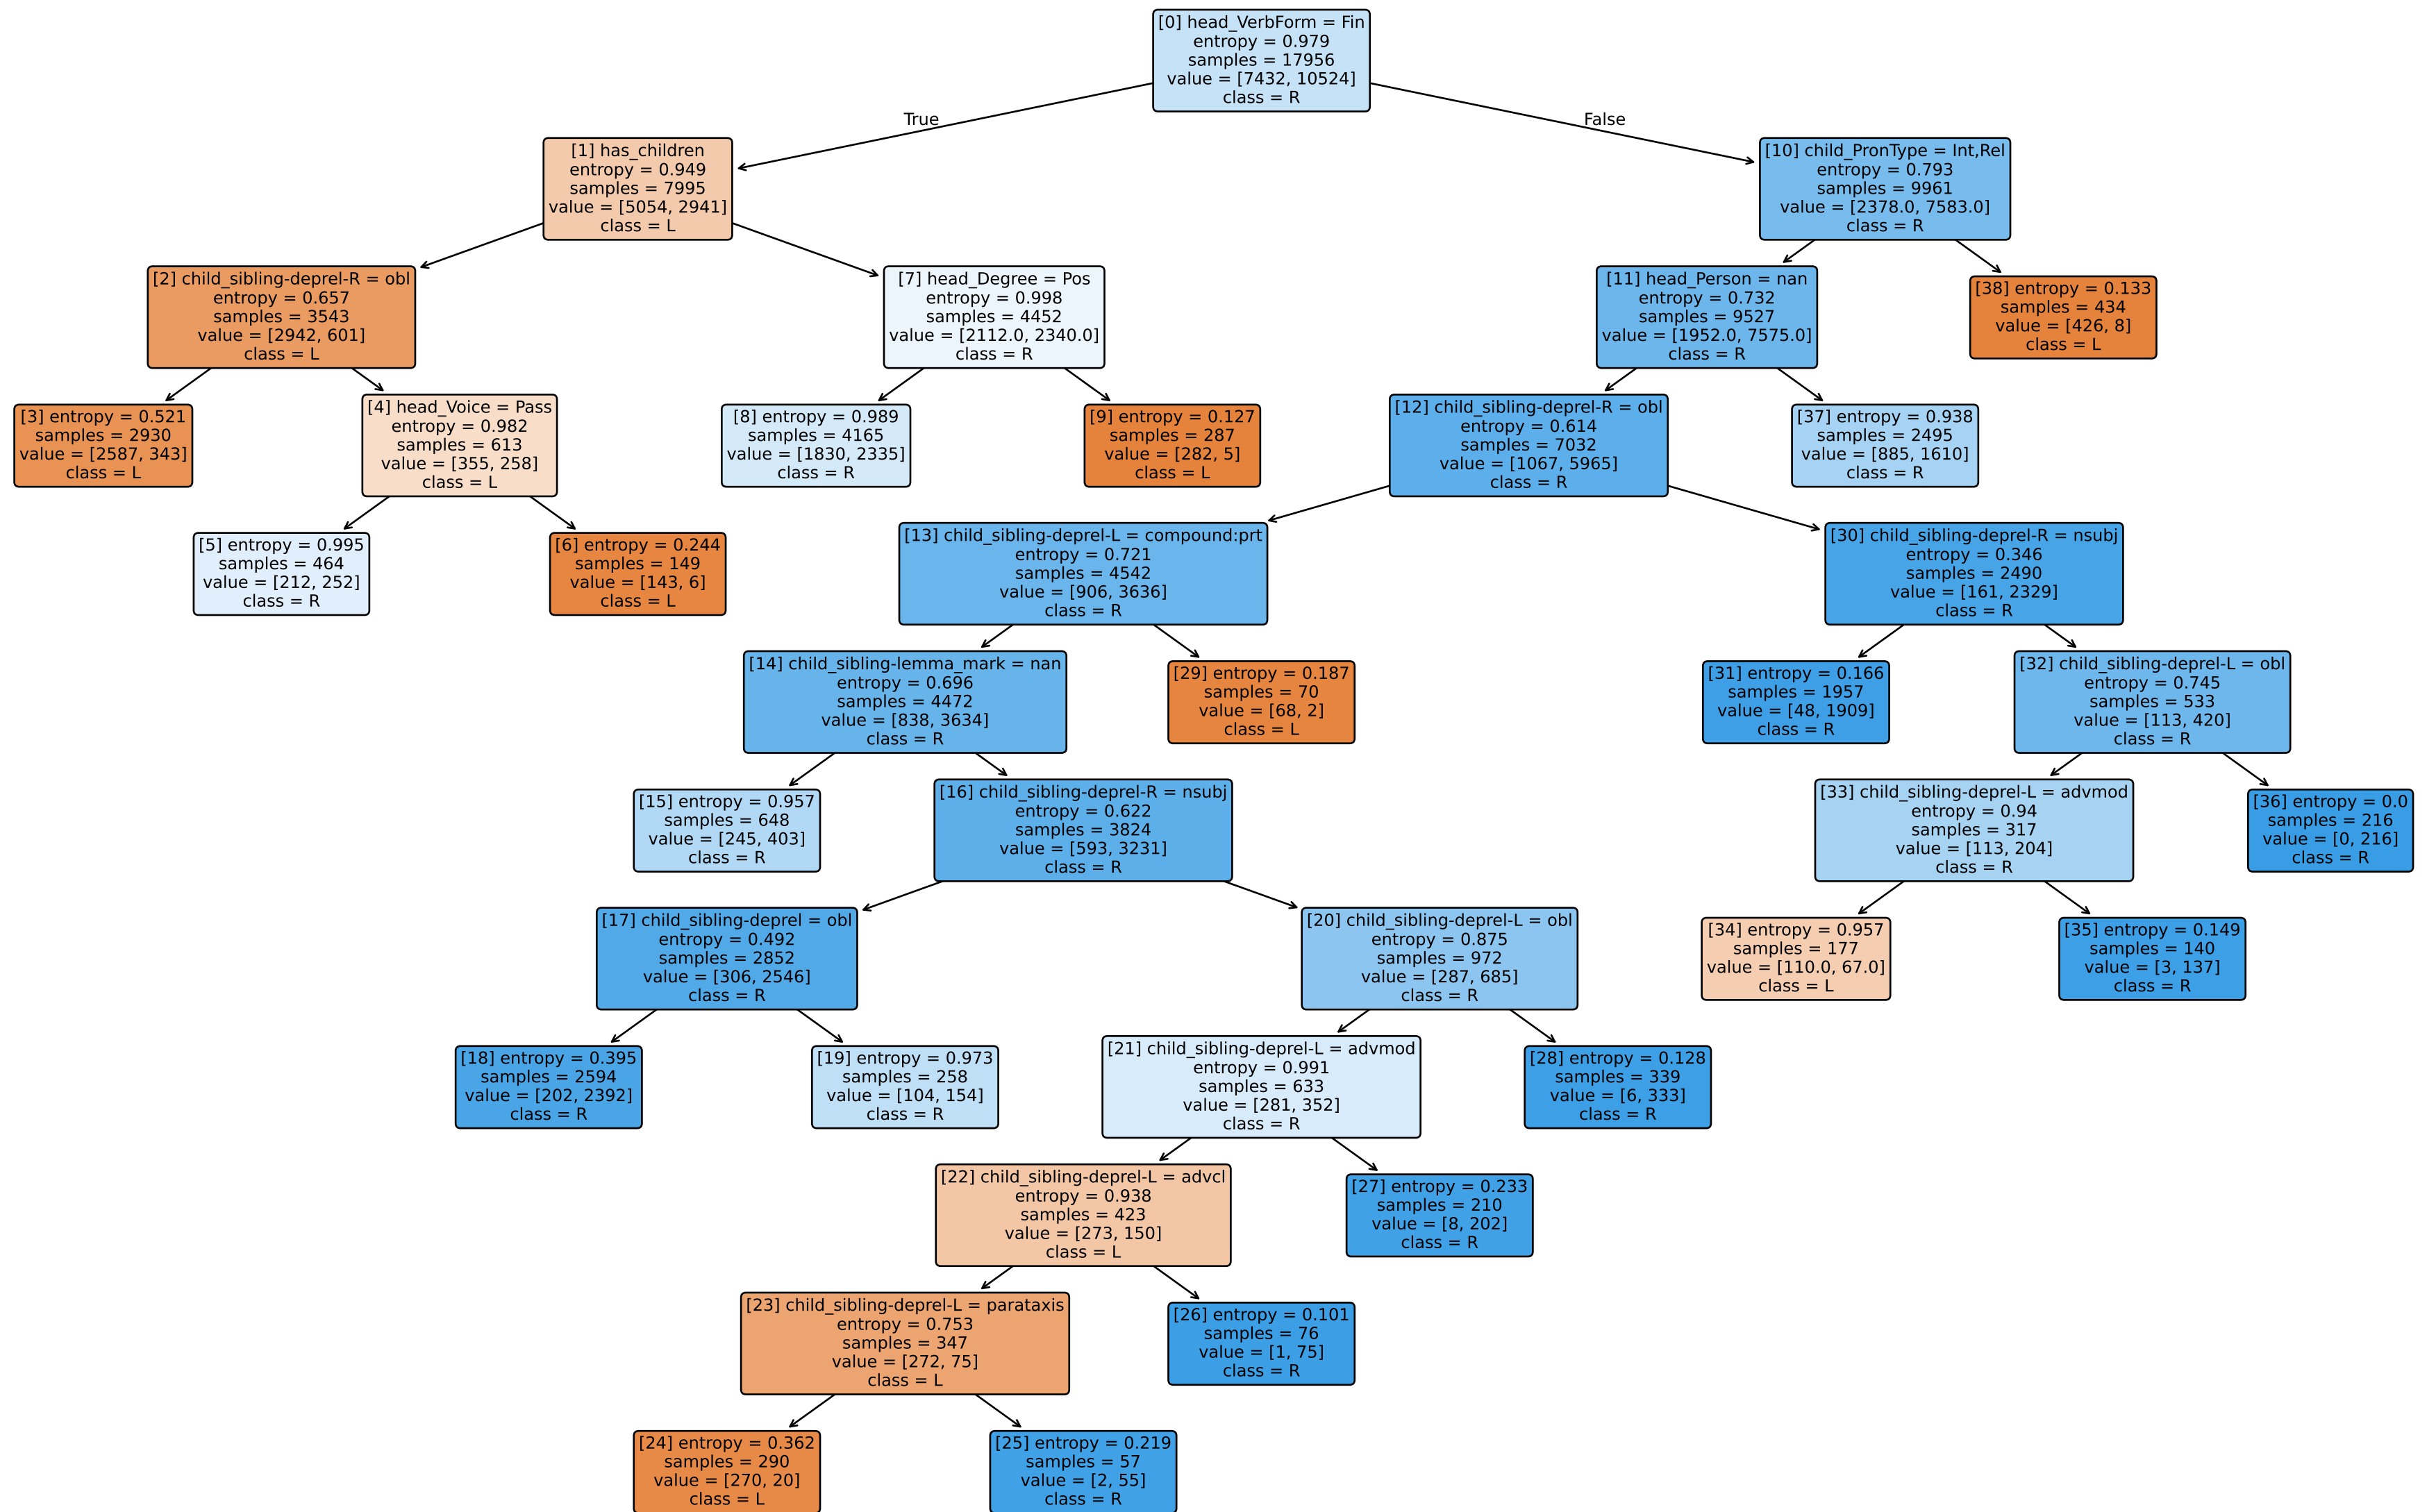 [0] head_VerbForm = Fin
entropy = 0.979
samples = 17956
value = [7432, 10524]
class = R
True
False
[1] has_children
entropy = 0.949
samples = 7995
value = [5054, 2941]
class = L
[10] child_PronType = Int,Rel
entropy = 0.793
samples = 9961
value = [2378.0, 7583.0]
class = R
[2] child_sibling-deprel-R = obl
entropy = 0.657
samples = 3543
value = [2942, 601]
class = L
[7] head_Degree = Pos
entropy = 0.998
samples = 4452
value = [2112.0, 2340.0]
class = R
[11] head_Person = nan
entropy = 0.732
samples = 9527
value = [1952.0, 7575.0]
class = R
[38] entropy = 0.133
samples = 434
value = [426, 8]
class = L
[3] entropy = 0.521
samples = 2930
value = [2587, 343]
class = L
[4] head_Voice = Pass
entropy = 0.982
samples = 613
value = [355, 258]
class = L
[8] entropy = 0.989
samples = 4165
value = [1830, 2335]
class = R
[9] entropy = 0.127
samples = 287
value = [282, 5]
class = L
[12] child_sibling-deprel-R = obl
entropy = 0.614
samples = 7032
value = [1067, 5965]
class = R
[37] entropy = 0.938
samples = 2495
value = [885, 1610]
class = R
[5] entropy = 0.995
samples = 464
value = [212, 252]
class = R
[6] entropy = 0.244
samples = 149
value = [143, 6]
class = L
[13] child_sibling-deprel-L = compound:prt
entropy = 0.721
samples = 4542
value = [906, 3636]
class = R
[30] child_sibling-deprel-R = nsubj
entropy = 0.346
samples = 2490
value = [161, 2329]
class = R
[14] child_sibling-lemma_mark = nan
entropy = 0.696
samples = 4472
value = [838, 3634]
class = R
[29] entropy = 0.187
samples = 70
value = [68, 2]
class = L
[31] entropy = 0.166
samples = 1957
value = [48, 1909]
class = R
[32] child_sibling-deprel-L = obl
entropy = 0.745
samples = 533
value = [113, 420]
class = R
[15] entropy = 0.957
samples = 648
value = [245, 403]
class = R
[16] child_sibling-deprel-R = nsubj
entropy = 0.622
samples = 3824
value = [593, 3231]
class = R
[33] child_sibling-deprel-L = advmod
entropy = 0.94
samples = 317
value = [113, 204]
class = R
[36] entropy = 0.0
samples = 216
value = [0, 216]
class = R
[17] child_sibling-deprel = obl
entropy = 0.492
samples = 2852
value = [306, 2546]
class = R
[20] child_sibling-deprel-L = obl
entropy = 0.875
samples = 972
value = [287, 685]
class = R
[34] entropy = 0.957
samples = 177
value = [110.0, 67.0]
class = L
[35] entropy = 0.149
samples = 140
value = [3, 137]
class = R
[18] entropy = 0.395
samples = 2594
value = [202, 2392]
class = R
[19] entropy = 0.973
samples = 258
value = [104, 154]
class = R
[21] child_sibling-deprel-L = advmod
entropy = 0.991
samples = 633
value = [281, 352]
class = R
[28] entropy = 0.128
samples = 339
value = [6, 333]
class = R
[22] child_sibling-deprel-L = advcl
entropy = 0.938
samples = 423
value = [273, 150]
class = L
[27] entropy = 0.233
samples = 210
value = [8, 202]
class = R
[23] child_sibling-deprel-L = parataxis
entropy = 0.753
samples = 347
value = [272, 75]
class = L
[26] entropy = 0.101
samples = 76
value = [1, 75]
class = R
[24] entropy = 0.362
samples = 290
value = [270, 20]
class = L
[25] entropy = 0.219
samples = 57
value = [2, 55]
class = R